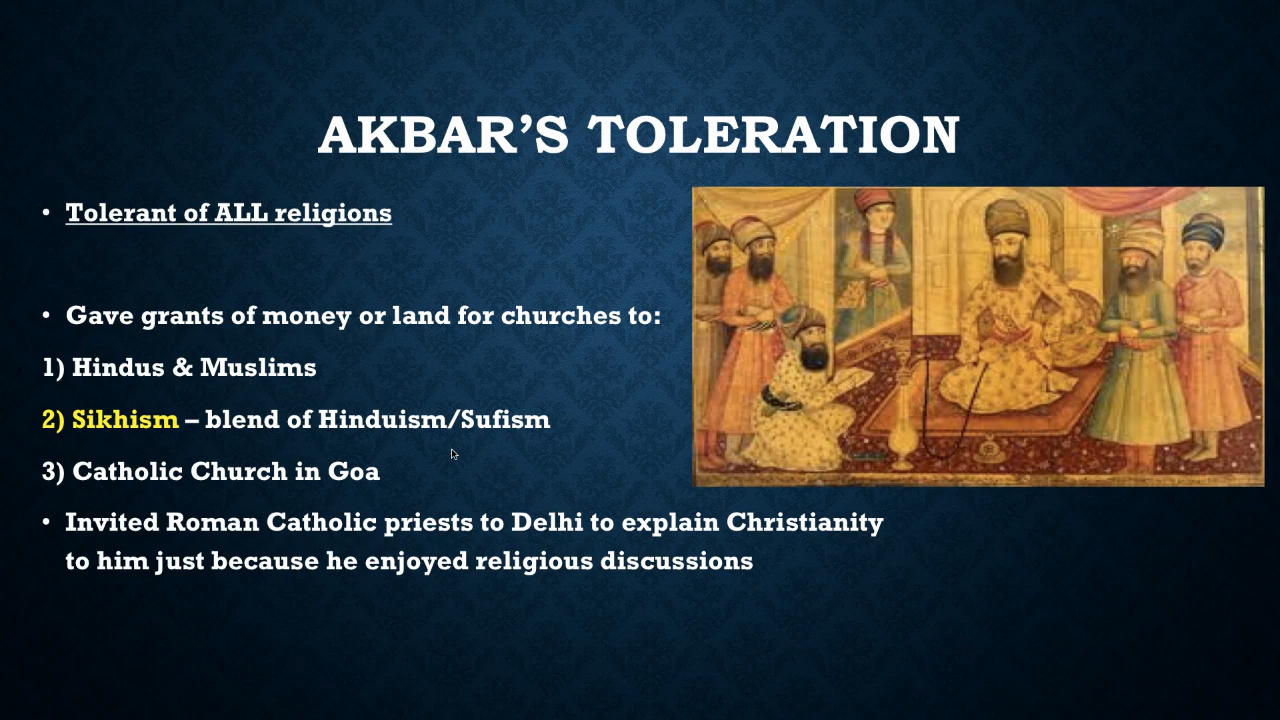 AKBAR'S TOLERATION
• Tolerant of ALL religions
• Gave grants of money or land for churches to:
1) Hindus & Muslims
2) Sikhism – blend of Hinduism/Sufism
3) Catholic Church in Goa
• Invited Roman Catholic priests to Delhi to explain Christianity
to him just because he enjoyed religious discussions